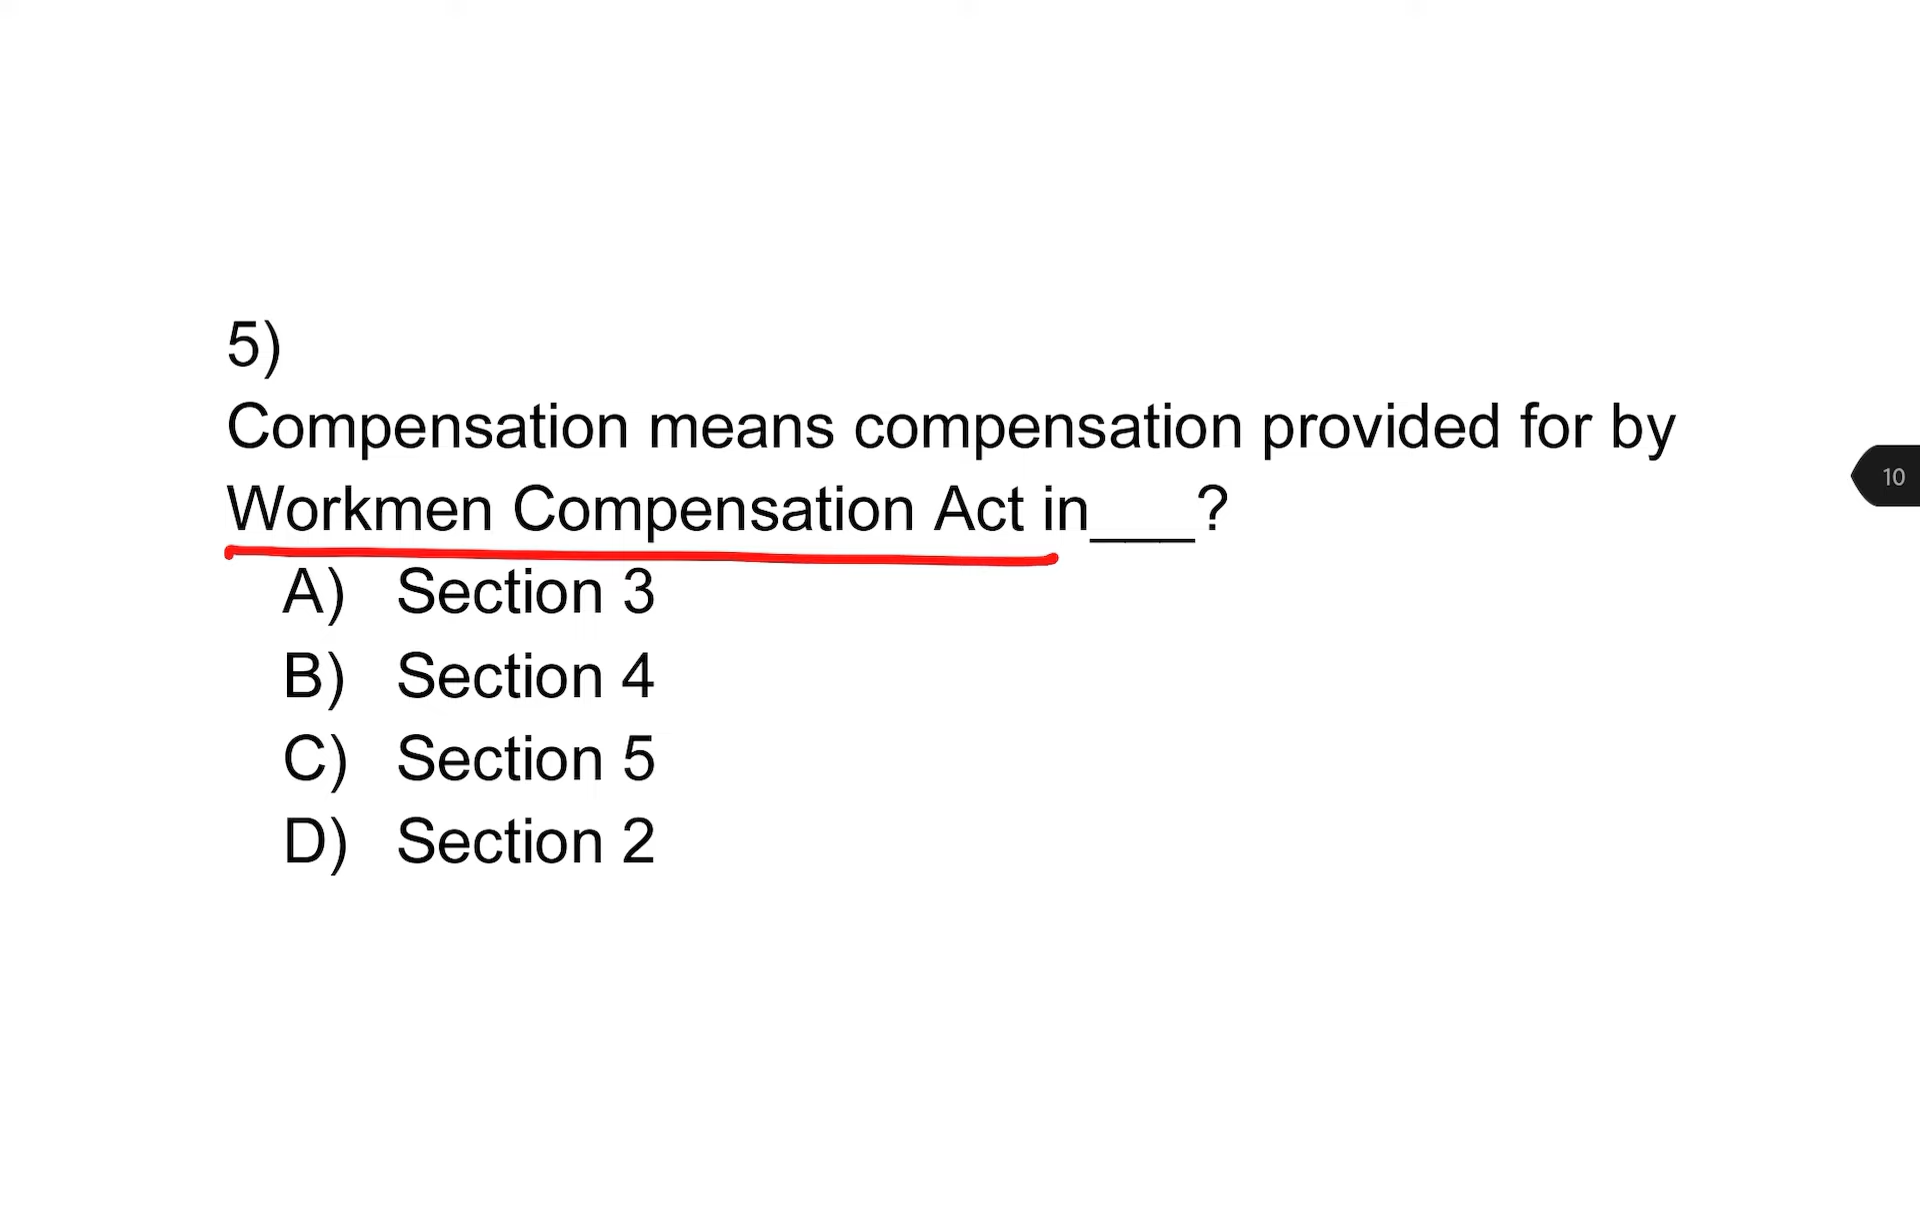 5)
Compensation means compensation provided for by
Workmen Compensation Act in___?
A) Section 3
B) Section 4
C) Section 5
D) Section 2
10